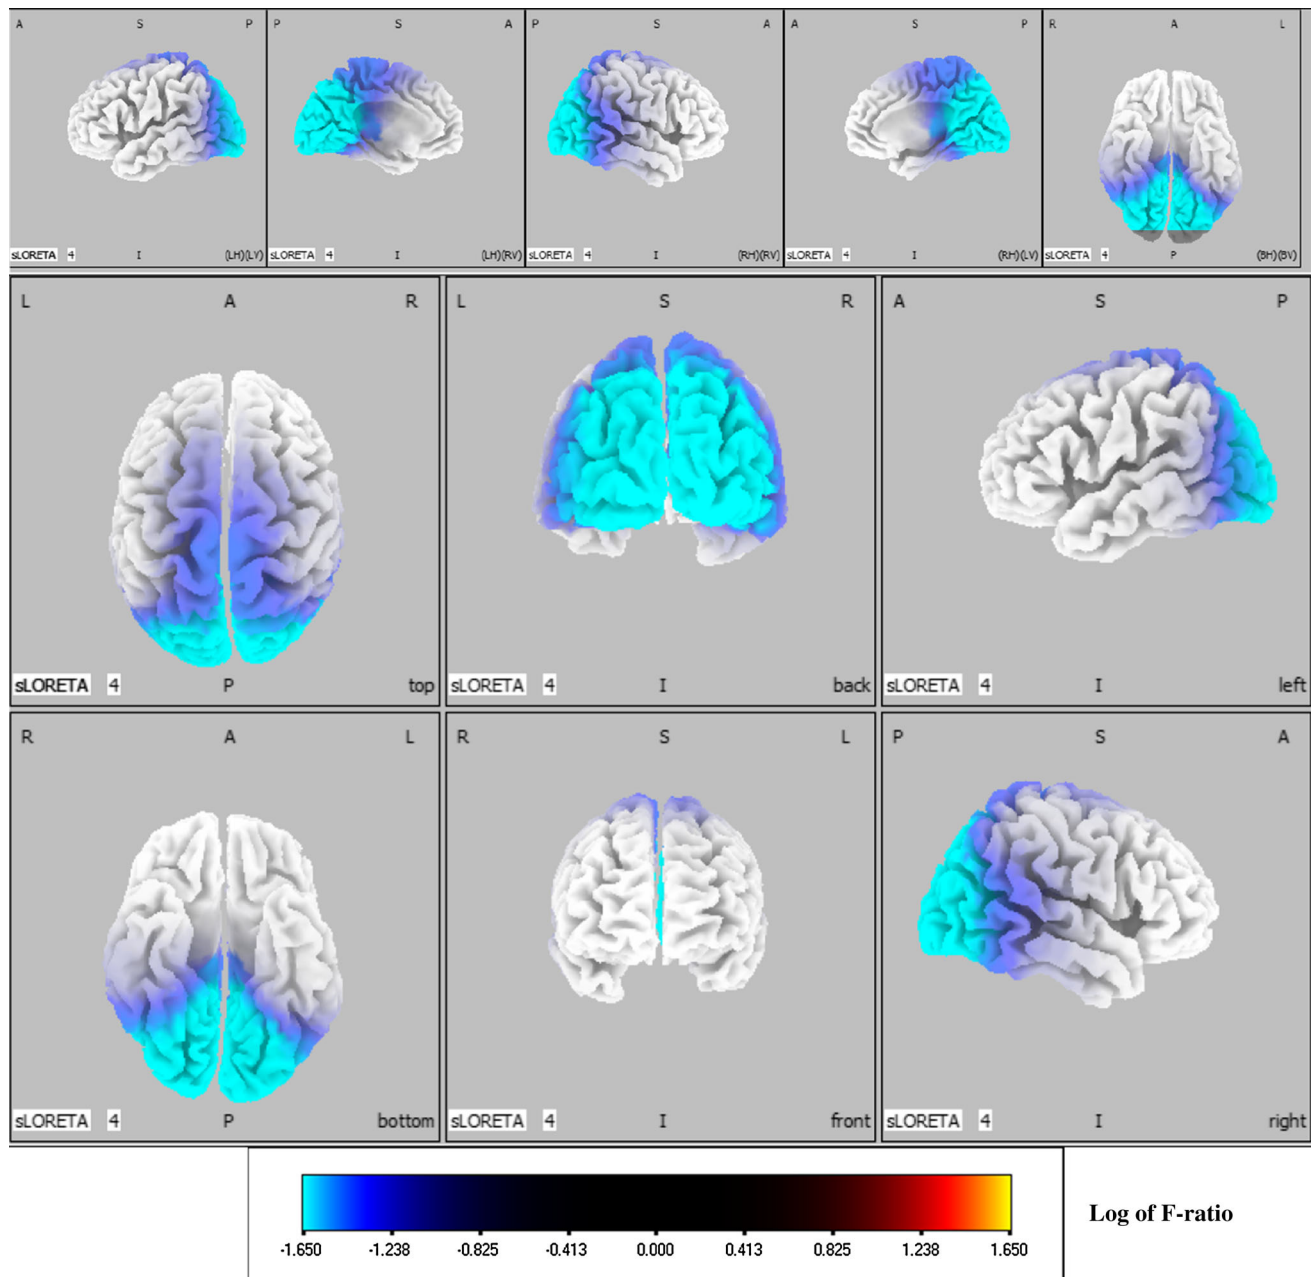 A S P
P S A
P S A
A S P
R A L
sLORETA 4 I (LH)(LV)
sLORETA 4 I (LH)(RV)
sLORETA 4 I (RH)(RV)
sLORETA 4 I (RH)(LV)
sLORETA 4 P (BH)(BV)
L A R
L S R
A S P
sLORETA 4 P top
sLORETA 4 I back
sLORETA 4 I left
R A L
R S L
P S A
sLORETA 4 P bottom
sLORETA 4 I front
sLORETA 4 I right
-1.650 -1.238 -0.825 -0.413 0.000 0.413 0.825 1.238 1.650
Log of F-ratio